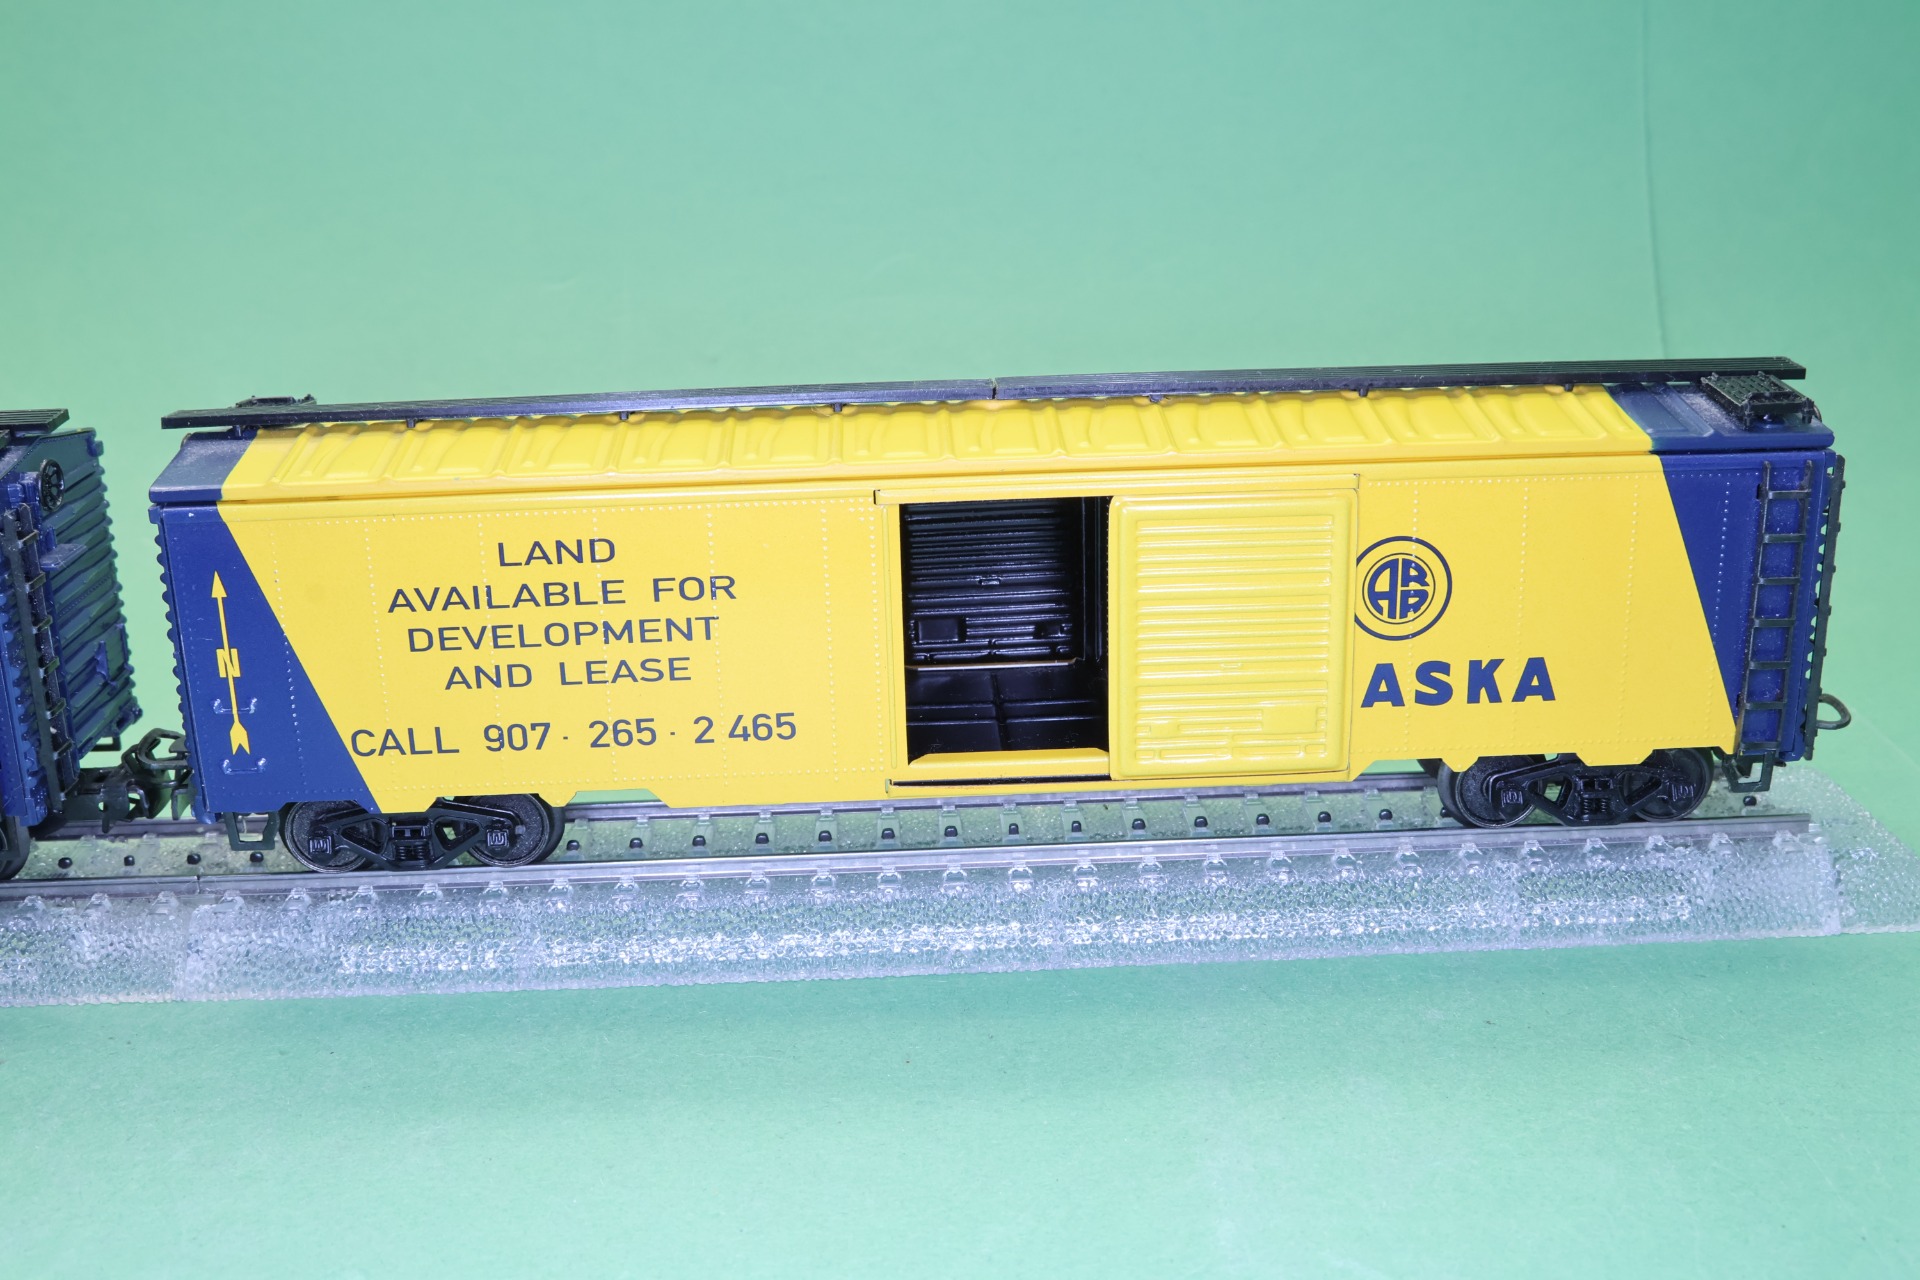 LAND
AVAILABLE FOR
DEVELOPMENT
AND LEASE
CALL 907·265·2 465
N
ARR
ASKA